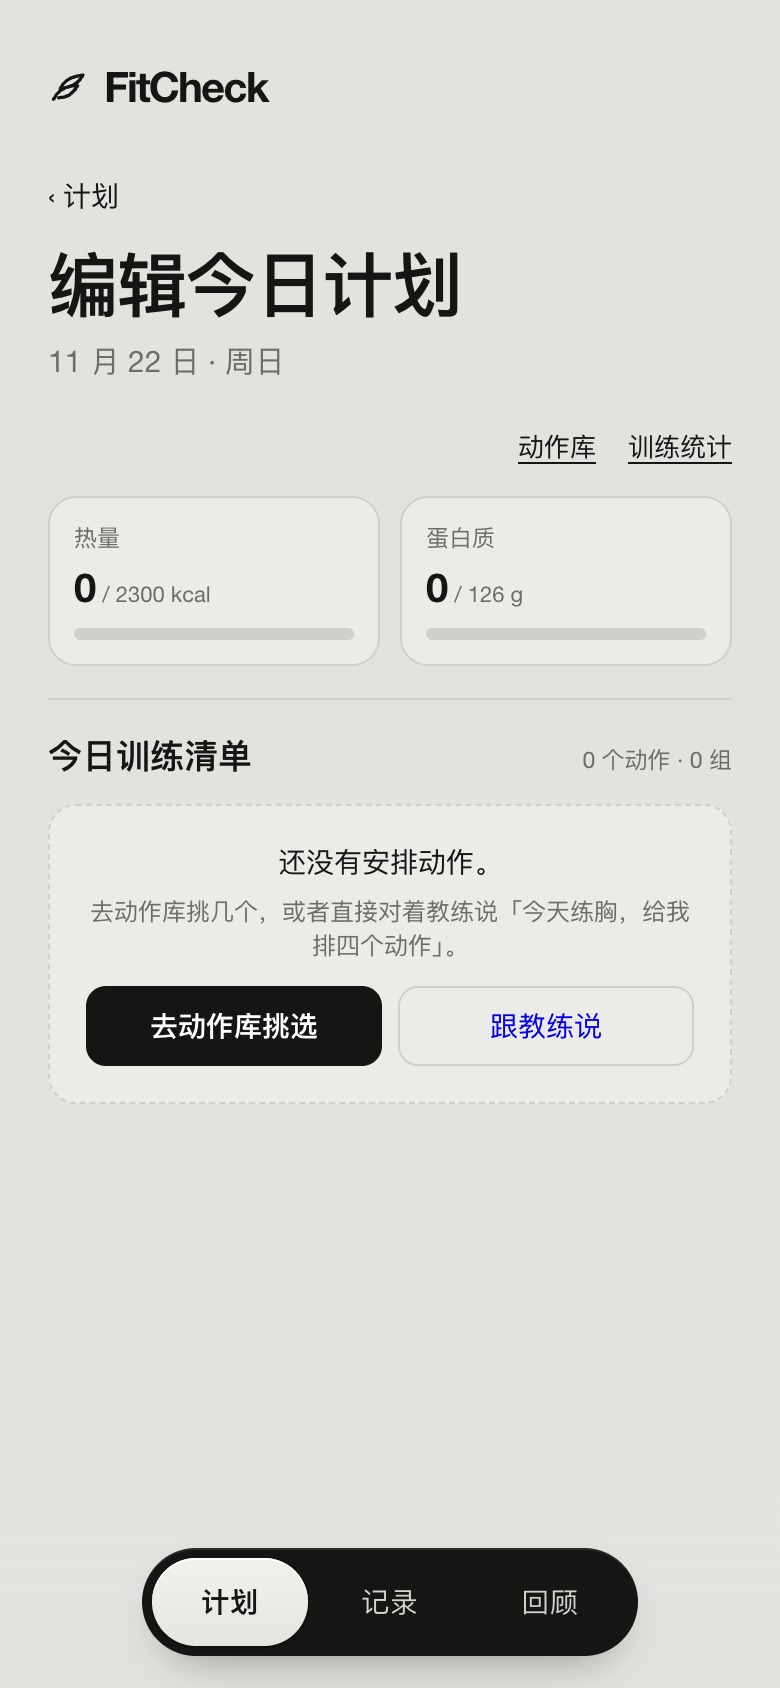 FitCheck
‹ 计划
编辑今日计划
11 月 22 日 · 周日
动作库 训练统计
热量 蛋白质
0 / 2300 kcal 0 / 126 g
今日训练清单 0 个动作 · 0 组
还没有安排动作。
去动作库挑几个，或者直接对着教练说「今天练胸，给我
排四个动作」。
去动作库挑选 跟教练说
计划 记录 回顾